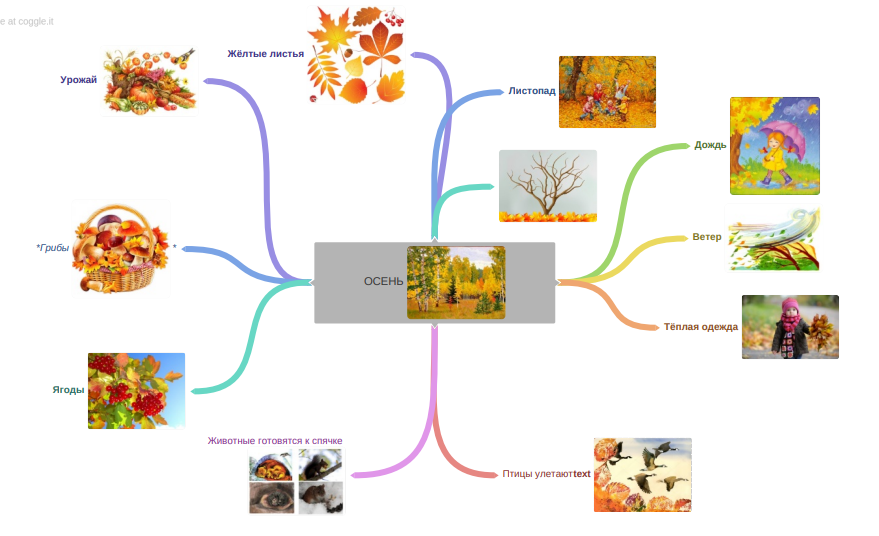 e at coggle.it
Жёлтые листья
Урожай
Листопад
Дождь
*Грибы *
Ветер
ОСЕНЬ
Тёплая одежда
Ягоды
Животные готовятся к спячке
Птицы улетаютtext